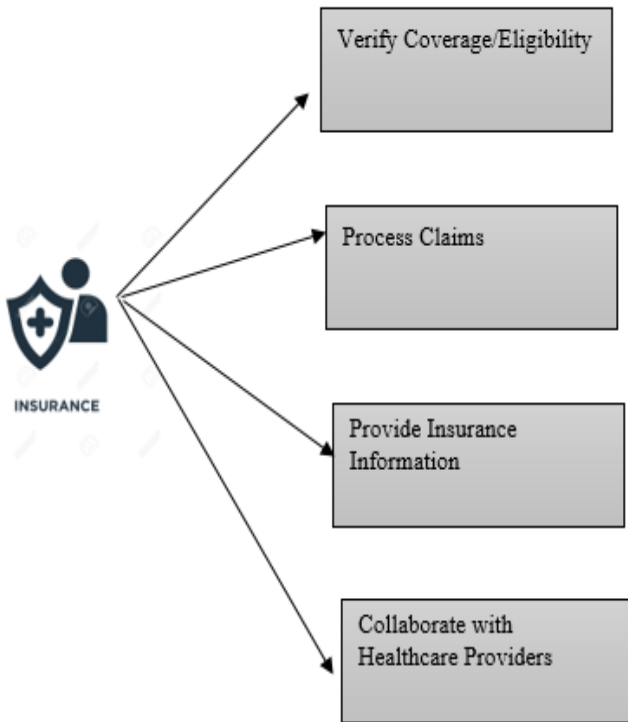 Verify Coverage/Eligibility
Process Claims
INSURANCE
Provide Insurance
Information
Collaborate with
Healthcare Providers